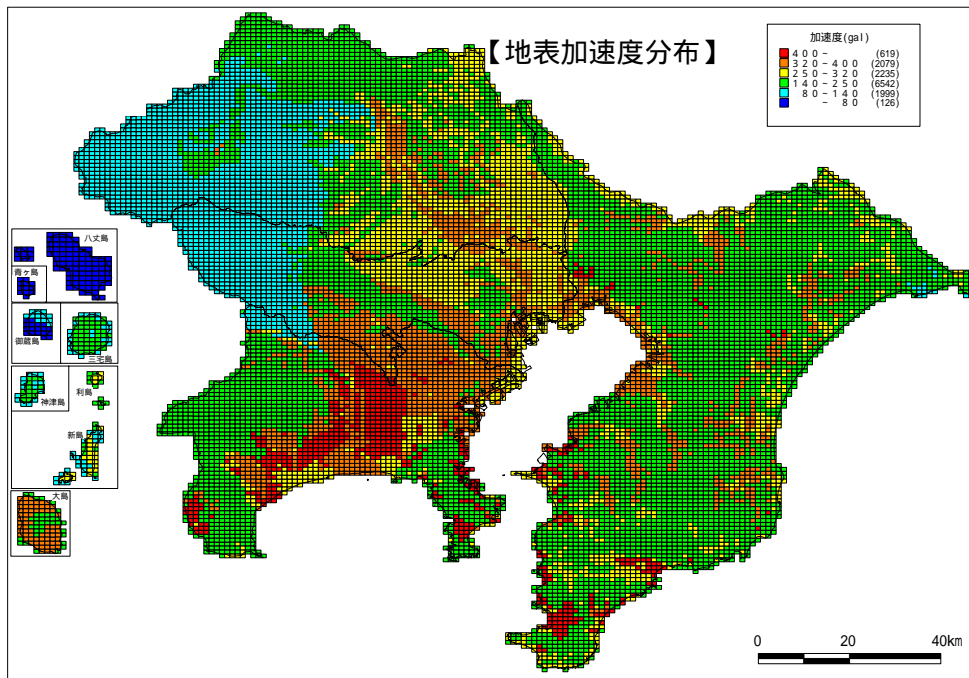 【地表加速度分布】
加速度(gal)
400− (619)
320−400 (2079)
250−320 (2235)
140−250 (6542)
80−140 (1999)
− 80 (126)
八丈島
青ヶ島
御蔵島
三宅島
神津島
利島
新島
大島
0 20 40km